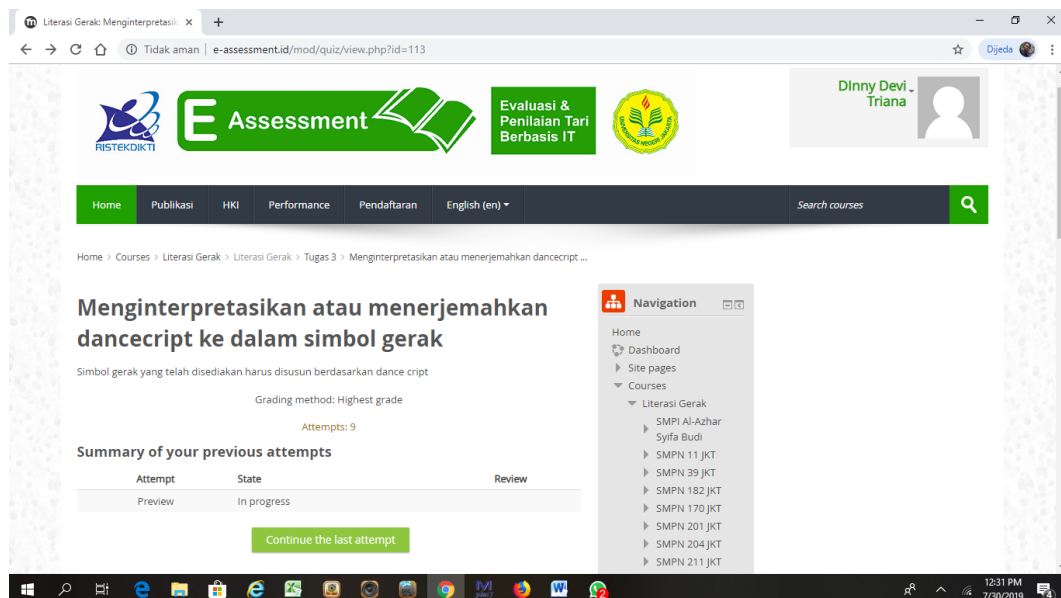 Literasi Gerak: Menginterpretasik
Tidak aman | e-assessment.id/mod/quiz/view.php?id=113
Dijeda
RISTEKDIKTI
E Assessment
Evaluasi &
Penilaian Tari
Berbasis IT
DInny Devi
Triana
Home Publikasi HKI Performance Pendaftaran English (en) Search courses
Home > Courses > Literasi Gerak > Literasi Gerak > Tugas 3 > Menginterpretasikan atau menerjemahkan dancecript ...
Menginterpretasikan atau menerjemahkan
dancecript ke dalam simbol gerak
Simbol gerak yang telah disediakan harus disusun berdasarkan dance cript
Grading method: Highest grade
Attempts: 9
Summary of your previous attempts
Attempt State Review
Preview In progress
Continue the last attempt
Navigation
Home
Dashboard
Site pages
Courses
Literasi Gerak
SMPI Al-Azhar
Syifa Budi
SMPN 11 JKT
SMPN 39 JKT
SMPN 182 JKT
SMPN 170 JKT
SMPN 201 JKT
SMPN 204 JKT
SMPN 211 JKT
12:31 PM
7/30/2019